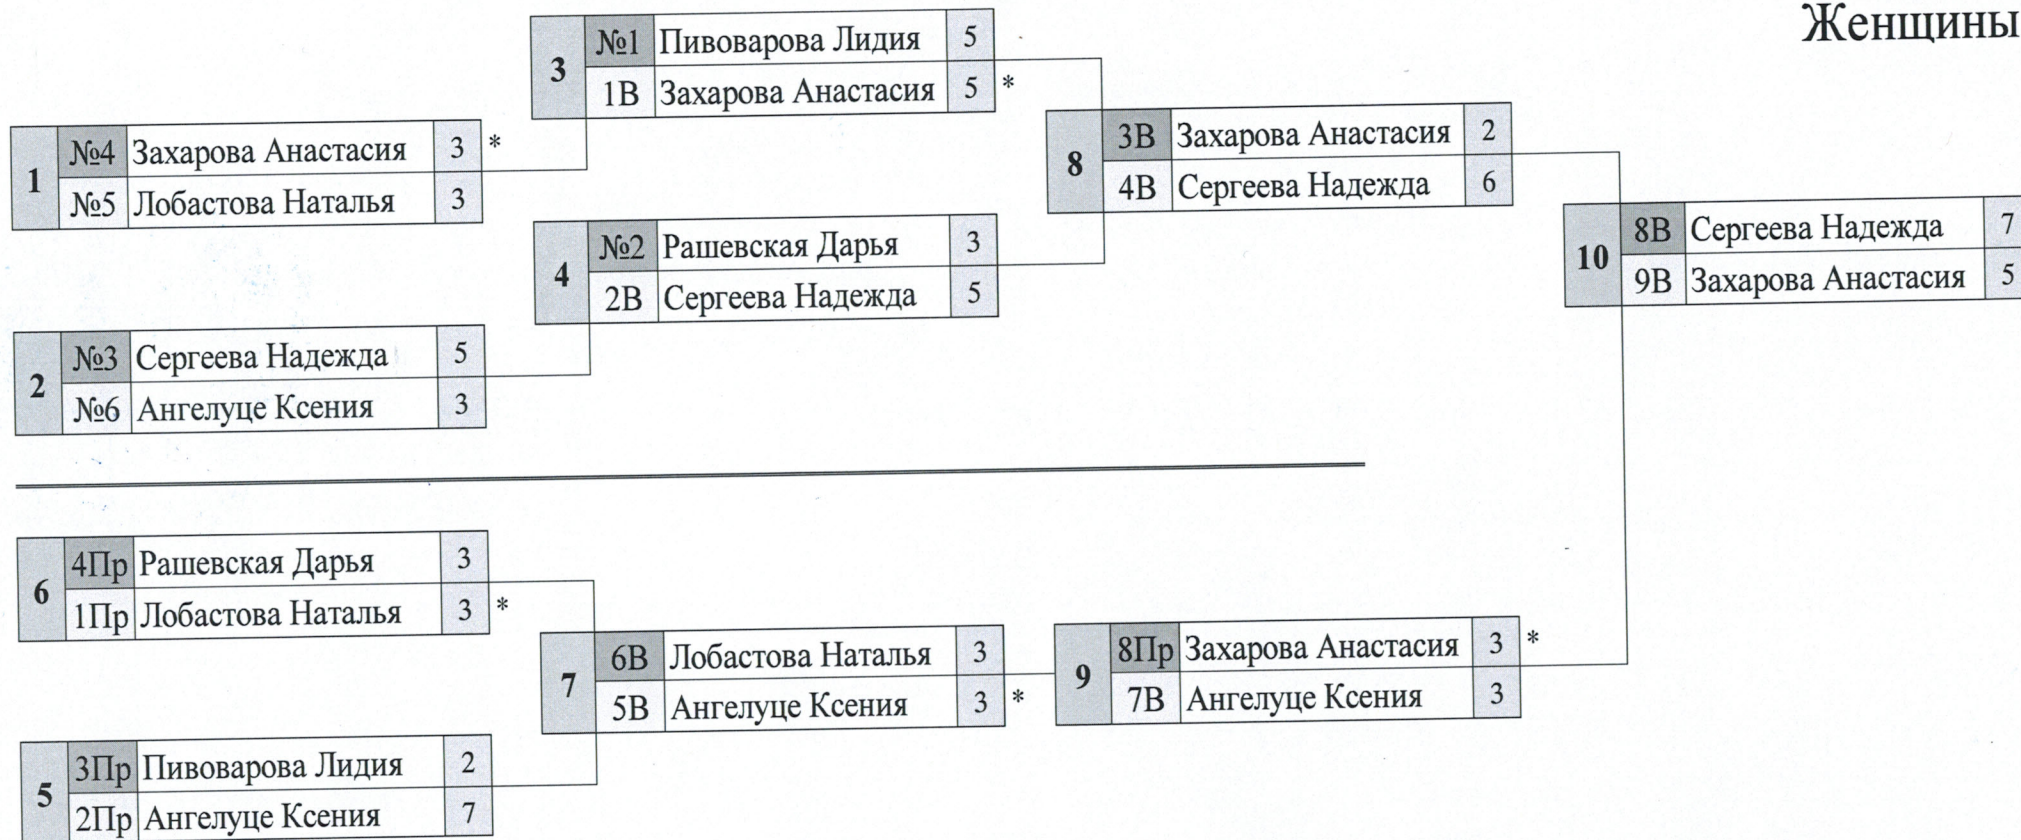 Женщины
3
№1 Пивоварова Лидия 5
1В Захарова Анастасия 5 *
1
№4 Захарова Анастасия 3 *
№5 Лобастова Наталья 3
8
3В Захарова Анастасия 2
4В Сергеева Надежда 6
4
№2 Рашевская Дарья 3
2В Сергеева Надежда 5
10
8В Сергеева Надежда 7
9В Захарова Анастасия 5
2
№3 Сергеева Надежда 5
№6 Ангелуце Ксения 3
6
4Пр Рашевская Дарья 3
1Пр Лобастова Наталья 3 *
7
6В Лобастова Наталья 3
5В Ангелуце Ксения 3 *
9
8Пр Захарова Анастасия 3 *
7В Ангелуце Ксения 3
5
3Пр Пивоварова Лидия 2
2Пр Ангелуце Ксения 7